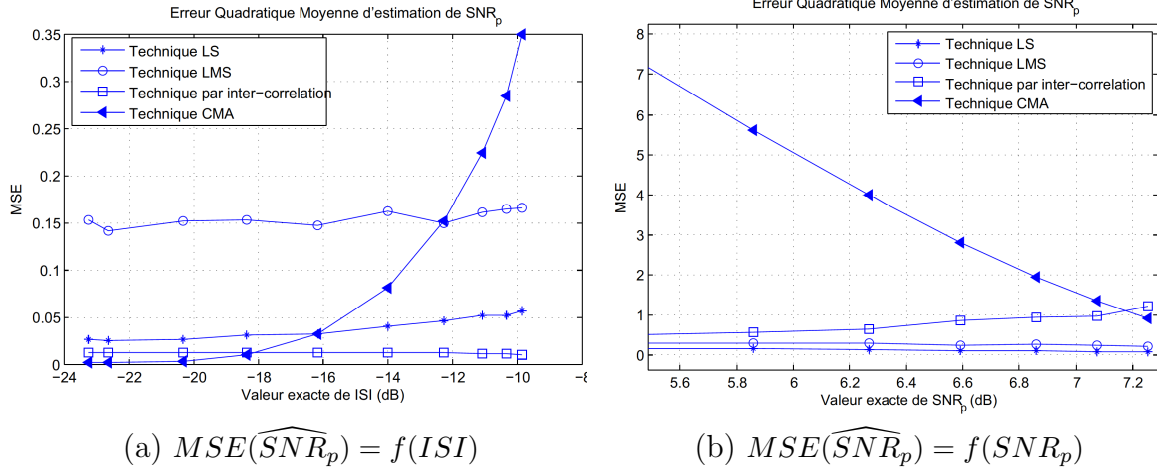 Erreur Quadratique Moyenne d'estimation de SNR_p
0.35
0.3
0.25
0.2
0.15
0.1
0.05
0
MSE
Technique LS
Technique LMS
Technique par inter-correlation
Technique CMA
−24 −22 −20 −18 −16 −14 −12 −10 −8
Valeur exacte de ISI (dB)
(a) MSE(\widehat{SNR_p}) = f(ISI)
Erreur Quadratique Moyenne d'estimation de SNR_p
8
7
6
5
4
3
2
1
0
MSE
Technique LS
Technique LMS
Technique par inter-correlation
Technique CMA
5.6 5.8 6 6.2 6.4 6.6 6.8 7 7.2
Valeur exacte de SNR_p (dB)
(b) MSE(\widehat{SNR_p}) = f(SNR_p)